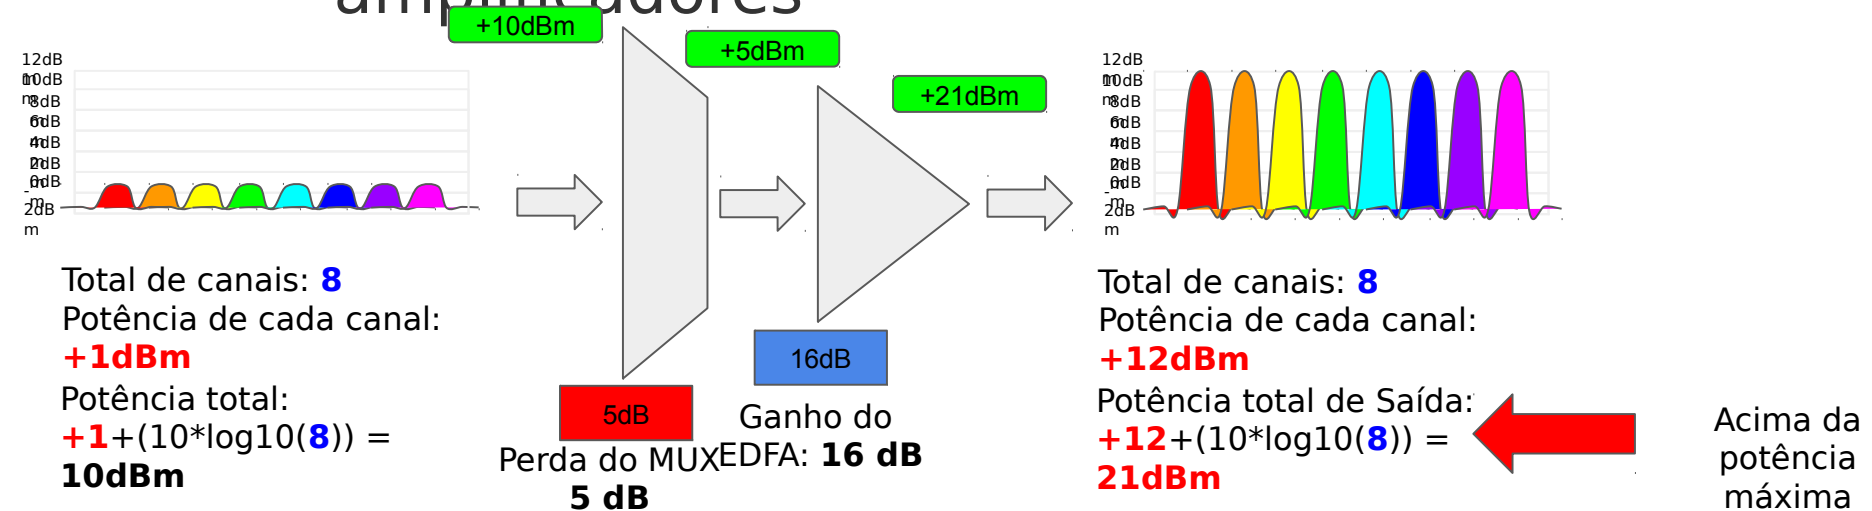 amplificadores
+10dBm
+5dBm
+21dBm
12dB
m
10dB
m
8dB
m
6dB
m
4dB
m
2dB
m
0dB
m
-
2dB
m
12dB
m
10dB
m
8dB
m
6dB
m
4dB
m
2dB
m
0dB
m
-
2dB
m
Total de canais: 8
Potência de cada canal:
+1dBm
Potência total:
+1+(10*log10(8)) =
10dBm
5dB
Perda do MUX
5 dB
16dB
Ganho do
EDFA: 16 dB
Total de canais: 8
Potência de cada canal:
+12dBm
Potência total de Saída:
+12+(10*log10(8)) =
21dBm
Acima da
potência
máxima